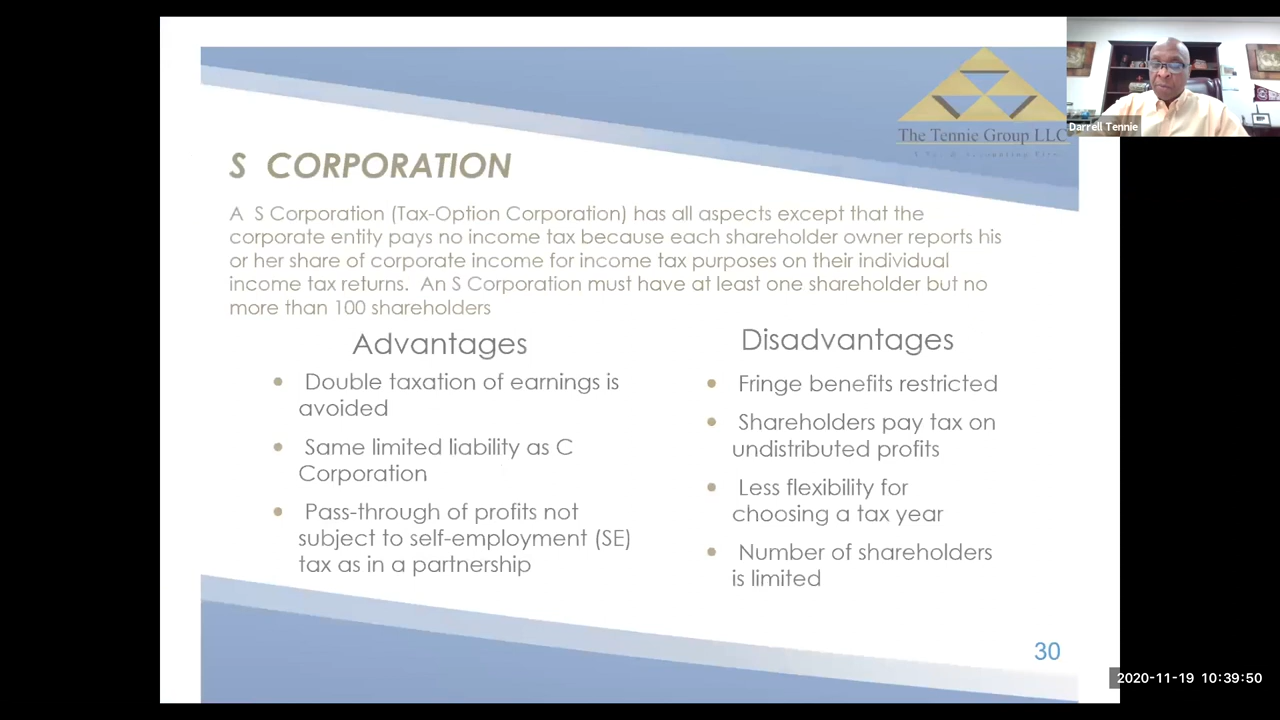 The Tennie Group LLC
Darrell Tennie
S CORPORATION
A S Corporation (Tax-Option Corporation) has all aspects except that the
corporate entity pays no income tax because each shareholder owner reports his
or her share of corporate income for income tax purposes on their individual
income tax returns. An S Corporation must have at least one shareholder but no
more than 100 shareholders
Advantages
• Double taxation of earnings is
avoided
• Same limited liability as C
Corporation
• Pass-through of profits not
subject to self-employment (SE)
tax as in a partnership
Disadvantages
• Fringe benefits restricted
• Shareholders pay tax on
undistributed profits
• Less flexibility for
choosing a tax year
• Number of shareholders
is limited
30
2020-11-19 10:39:50